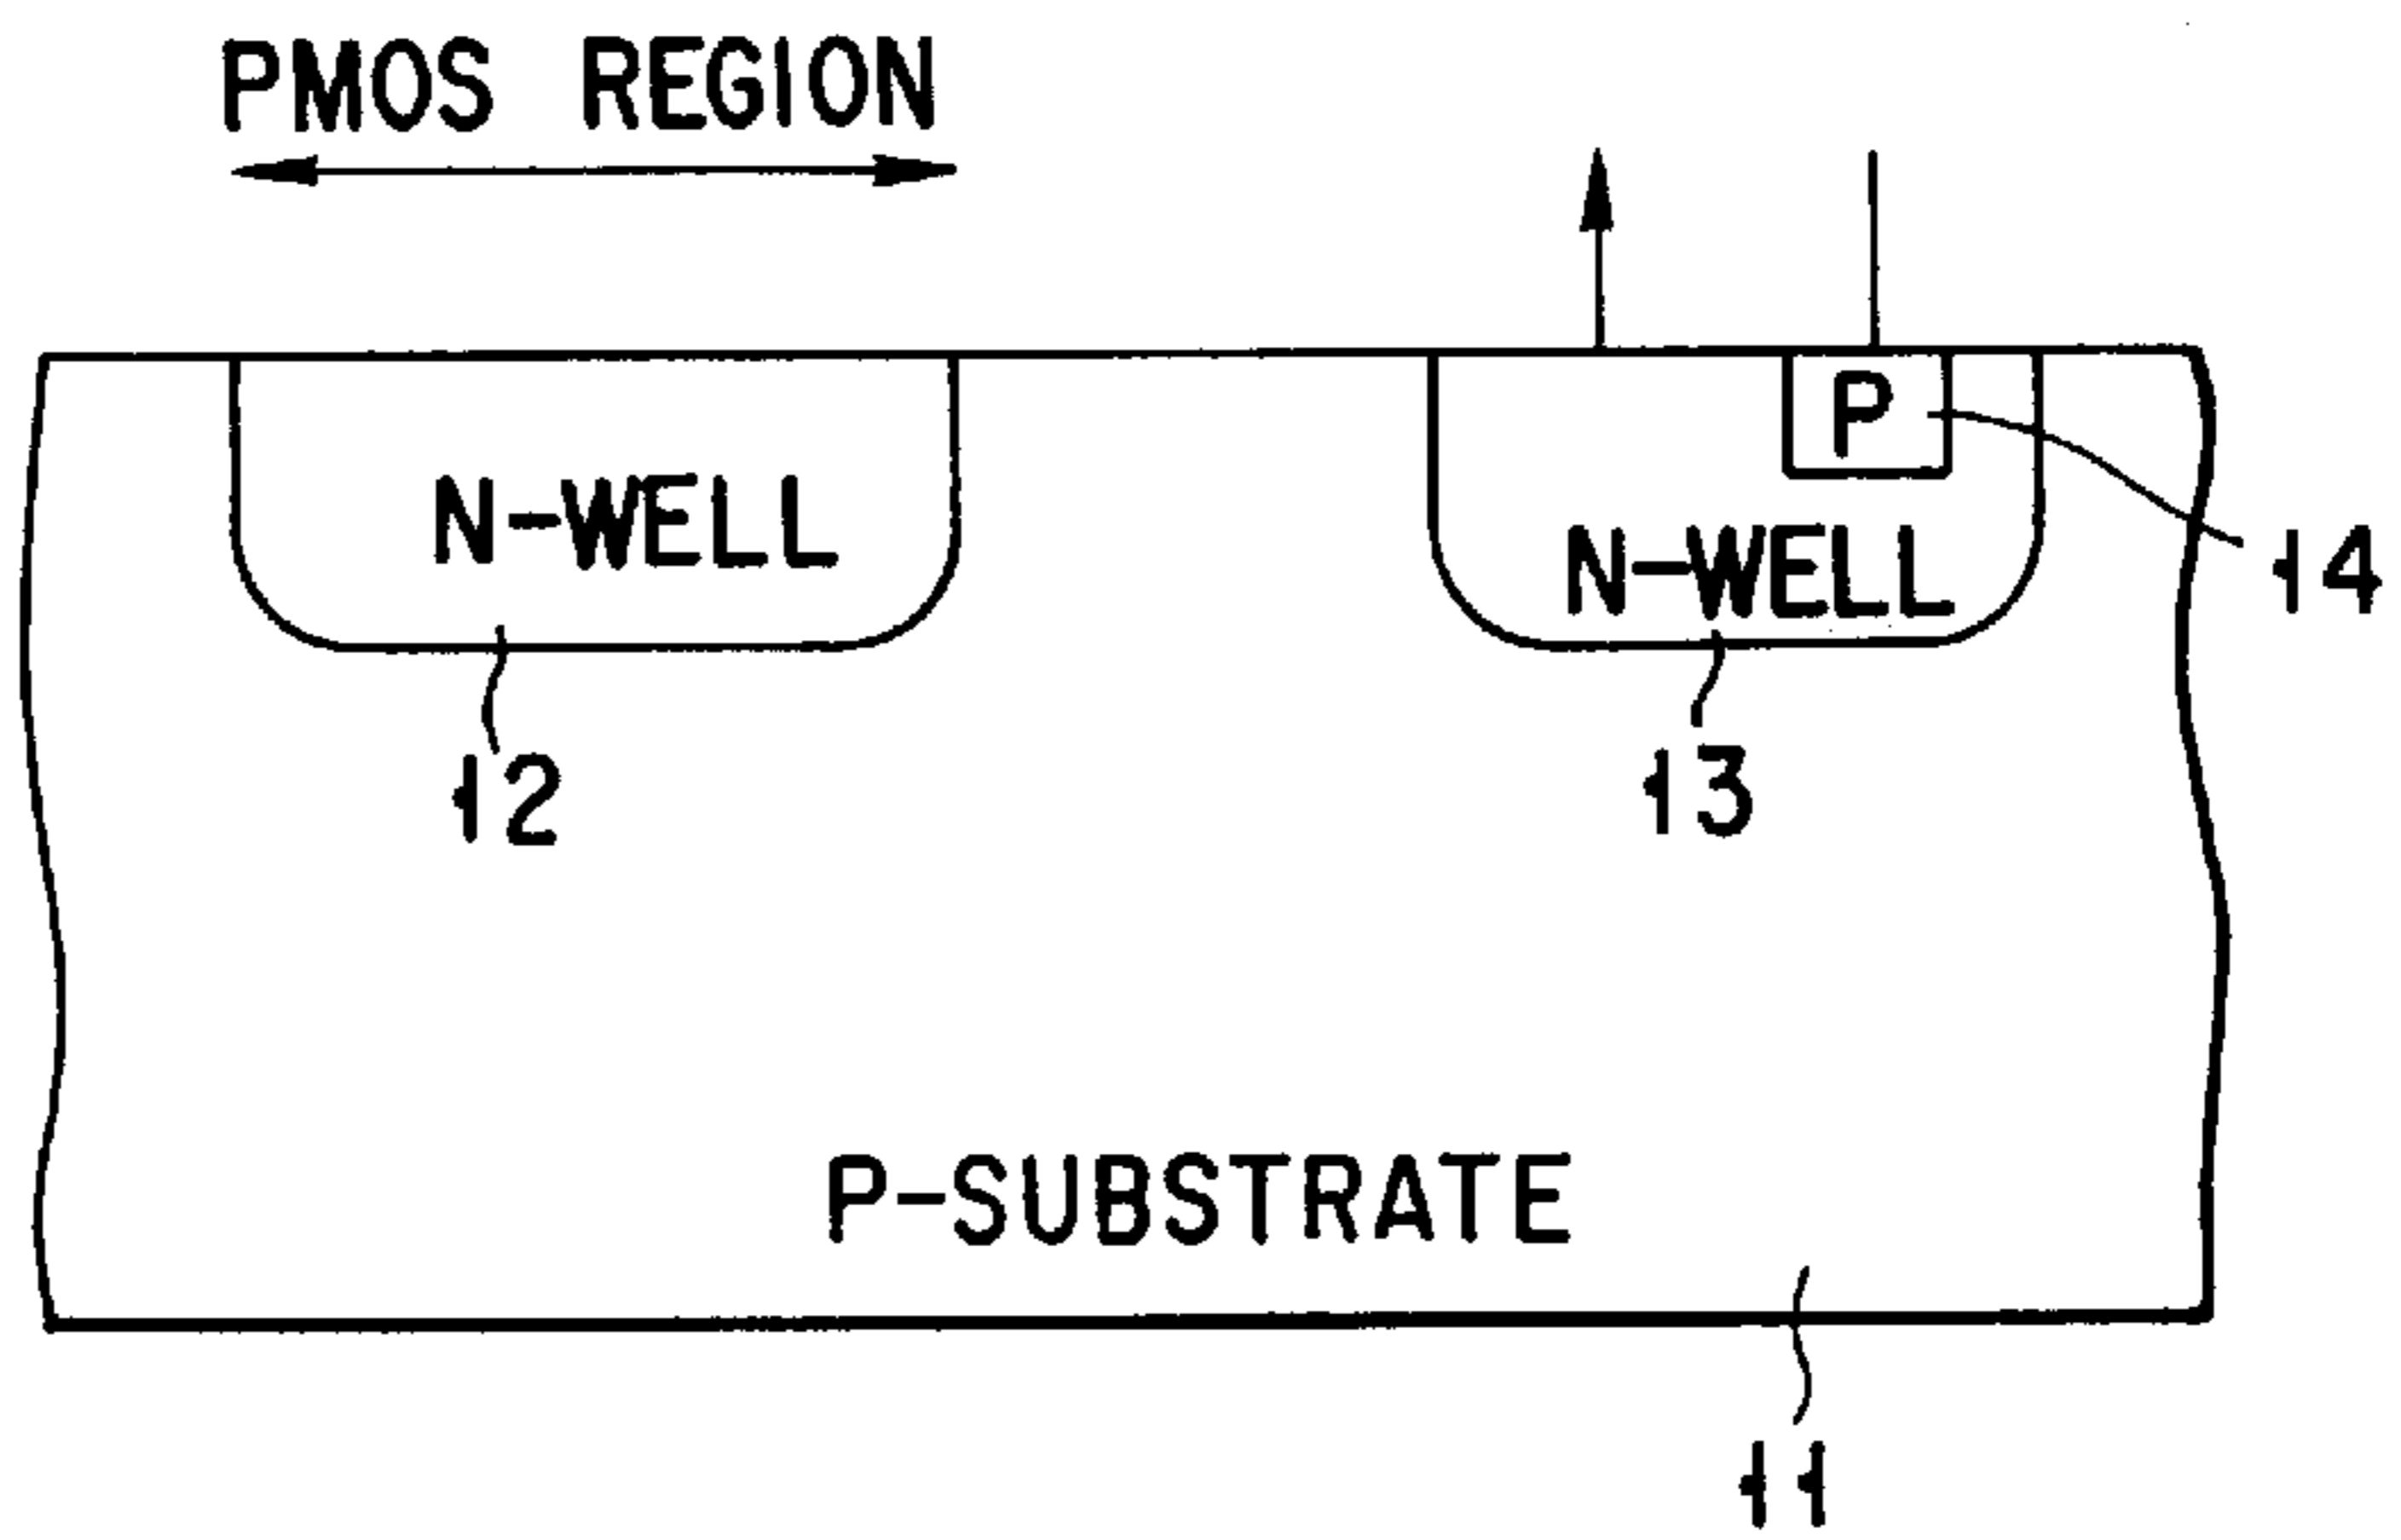 PMOS REGION
P
N-WELL
N-WELL
14
12
13
P-SUBSTRATE
11